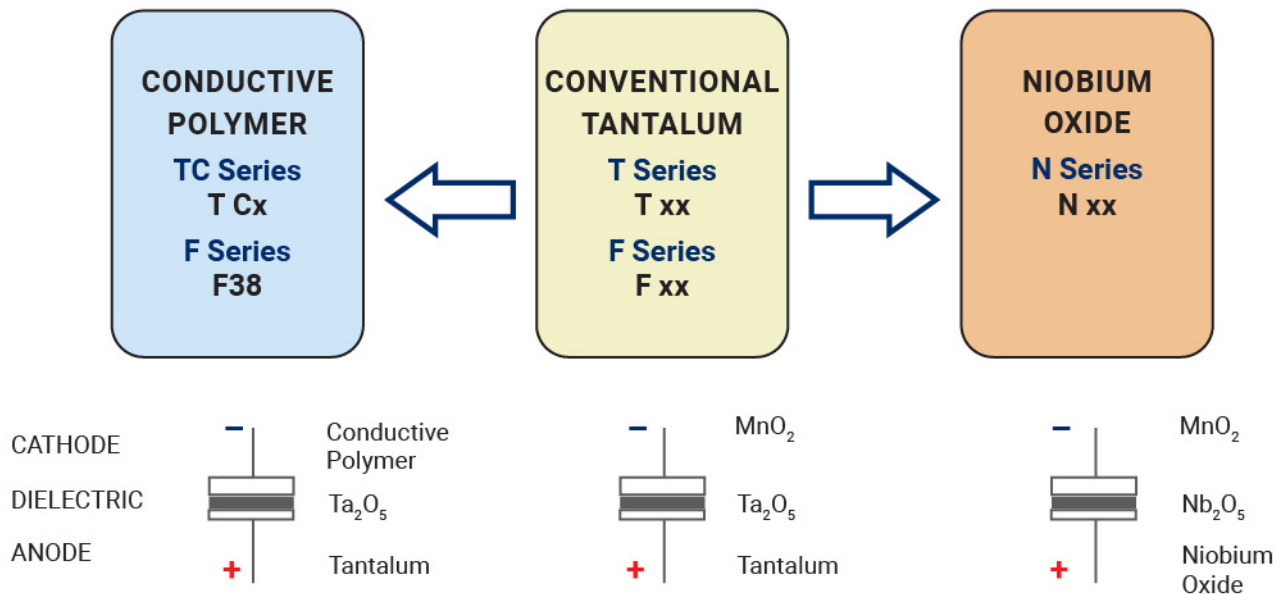 CONDUCTIVE
POLYMER
TC Series
T Cx
F Series
F38
CONVENTIONAL
TANTALUM
T Series
T xx
F Series
F xx
NIOBIUM
OXIDE
N Series
N xx
CATHODE
− Conductive
Polymer
− MnO₂
− MnO₂
DIELECTRIC
Ta₂O₅
Ta₂O₅
Nb₂O₅
ANODE
+ Tantalum
+ Tantalum
+ Niobium
Oxide